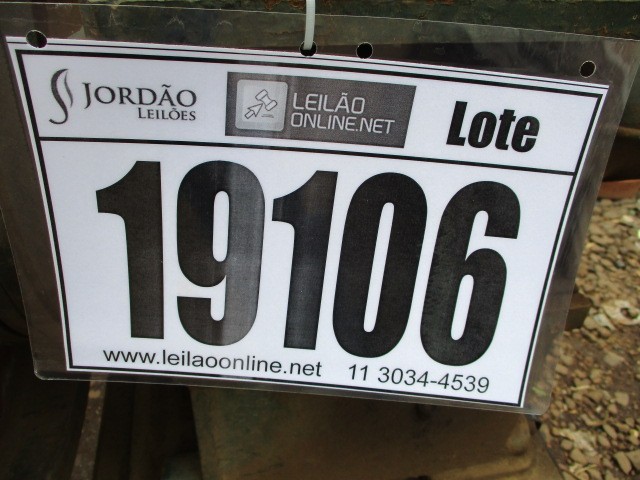 JORDÃO
LEILÕES
LEILÃO
ONLINE.NET
Lote
19106
www.leilaoonline.net 11 3034-4539